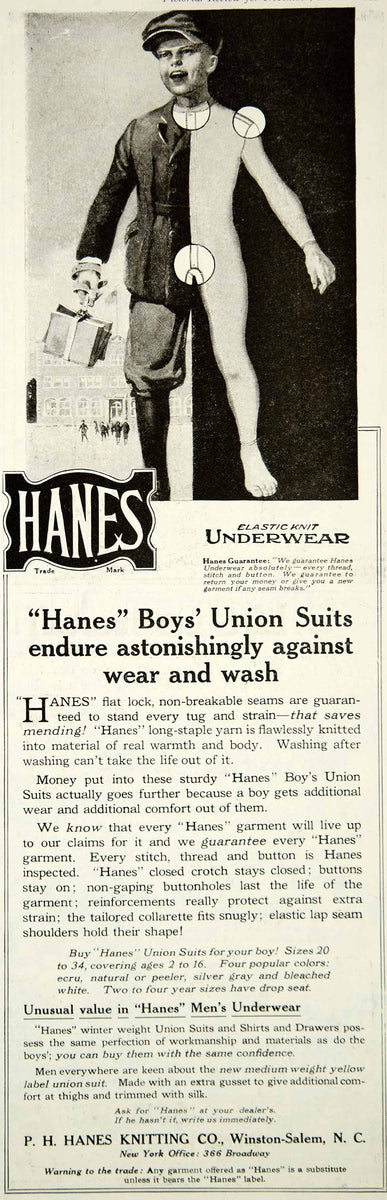 HANES
Trade Mark
ELASTIC KNIT
UNDERWEAR
Hanes Guarantee: "We guarantee Hanes
Underwear absolutely—every thread,
stitch and button. We guarantee to
return your money or give you a new
garment if any seam breaks."
"Hanes" Boys' Union Suits
endure astonishingly against
wear and wash
"HANES" flat lock, non-breakable seams are guaran-
teed to stand every tug and strain—that saves
mending! "Hanes" long-staple yarn is flawlessly knitted
into material of real warmth and body. Washing after
washing can't take the life out of it.
Money put into these sturdy "Hanes" Boy's Union
Suits actually goes further because a boy gets additional
wear and additional comfort out of them.
We know that every "Hanes" garment will live up
to our claims for it and we guarantee every "Hanes"
garment. Every stitch, thread and button is Hanes
inspected. "Hanes" closed crotch stays closed; buttons
stay on; non-gaping buttonholes last the life of the
garment; reinforcements really protect against extra
strain; the tailored collarette fits snugly; elastic lap seam
shoulders hold their shape!
Buy "Hanes" Union Suits for your boy! Sizes 20
to 34, covering ages 2 to 16. Four popular colors:
ecru, natural or peeler, silver gray and bleached
white. Two to four year sizes have drop seat.
Unusual value in "Hanes" Men's Underwear
"Hanes" winter weight Union Suits and Shirts and Drawers pos-
sess the same perfection of workmanship and materials as do the
boys'; you can buy them with the same confidence.
Men everywhere are keen about the new medium weight yellow
label union suit. Made with an extra gusset to give additional com-
fort at thighs and trimmed with silk.
Ask for "Hanes" at your dealer's.
If he hasn't it, write us immediately.
P. H. HANES KNITTING CO., Winston-Salem, N. C.
New York Office: 366 Broadway
Warning to the trade: Any garment offered as "Hanes" is a substitute
unless it bears the "Hanes" label.